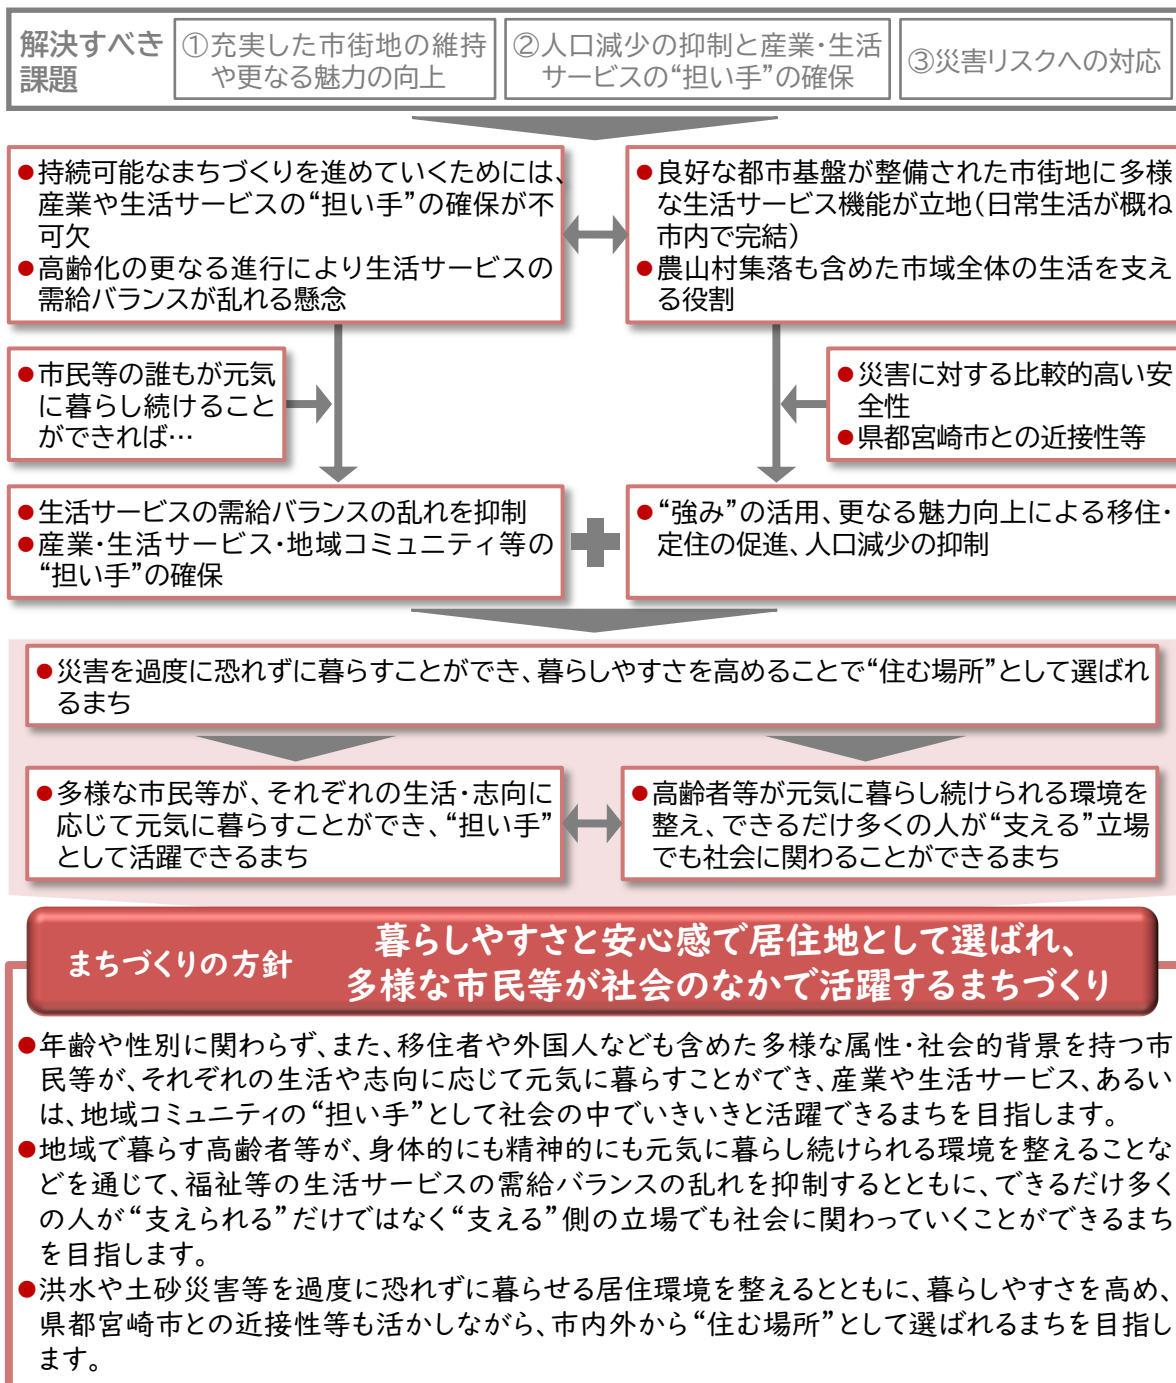 解決すべき
課題
①充実した市街地の維持
や更なる魅力の向上
②人口減少の抑制と産業・生活
サービスの“担い手”の確保
③災害リスクへの対応
●持続可能なまちづくりを進めていくためには、
産業や生活サービスの“担い手”の確保が不
可欠
●高齢化の更なる進行により生活サービスの
需給バランスが乱れる懸念
●良好な都市基盤が整備された市街地に多様
な生活サービス機能が立地（日常生活が概ね
市内で完結）
●農山村集落も含めた市域全体の生活を支え
る役割
●市民等の誰もが元気
に暮らし続けること
ができれば…
●災害に対する比較的高い安
全性
●県都宮崎市との近接性等
●生活サービスの需給バランスの乱れを抑制
●産業・生活サービス・地域コミュニティ等の
“担い手”の確保
●“強み”の活用、更なる魅力向上による移住・
定住の促進、人口減少の抑制
●災害を過度に恐れずに暮らすことができ、暮らしやすさを高めることで“住む場所”として選ばれ
るまち
●多様な市民等が、それぞれの生活・志向に
応じて元気に暮らすことができ、“担い手”
として活躍できるまち
●高齢者等が元気に暮らし続けられる環境を
整え、できるだけ多くの人が“支える”立場
でも社会に関わることができるまち
まちづくりの方針
暮らしやすさと安心感で居住地として選ばれ、
多様な市民等が社会のなかで活躍するまちづくり
●年齢や性別に関わらず、また、移住者や外国人なども含めた多様な属性・社会的背景を持つ市
民等が、それぞれの生活や志向に応じて元気に暮らすことができ、産業や生活サービス、あるい
は、地域コミュニティの“担い手”として社会の中でいきいきと活躍できるまちを目指します。
●地域で暮らす高齢者等が、身体的にも精神的にも元気に暮らし続けられる環境を整えることな
どを通じて、福祉等の生活サービスの需給バランスの乱れを抑制するとともに、できるだけ多く
の人が“支えられる”だけではなく“支える”側の立場でも社会に関わっていくことができるまち
を目指します。
●洪水や土砂災害等を過度に恐れずに暮らせる居住環境を整えるとともに、暮らしやすさを高め、
県都宮崎市との近接性等も活かしながら、市内外から“住む場所”として選ばれるまちを目指し
ます。